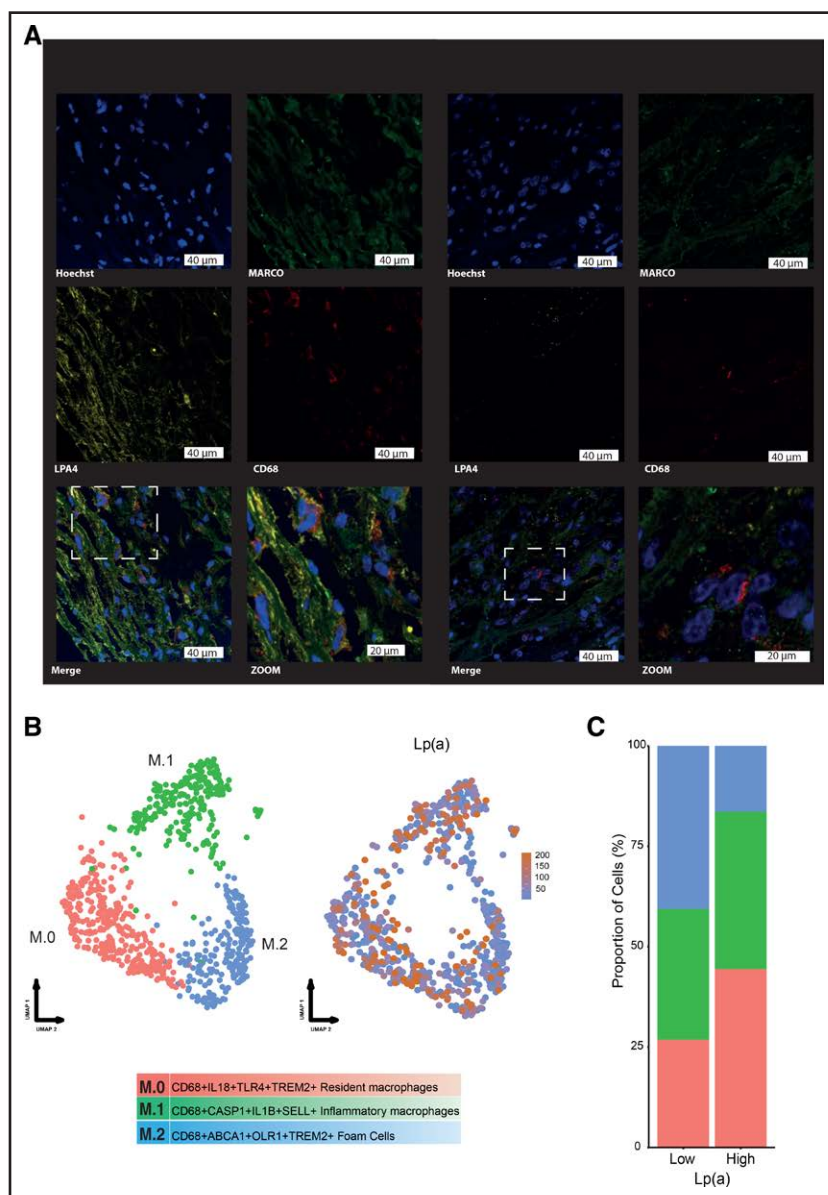 A
40 µm 40 µm 40 µm 40 µm
Hoechst MARCO Hoechst MARCO
40 µm 40 µm 40 µm 40 µm
LPA4 CD68 LPA4 CD68
40 µm 20 µm 40 µm 20 µm
Merge ZOOM Merge ZOOM
B
M.1
M.0
M.2
UMAP 1
UMAP 2
Lp(a)
200
150
100
50
UMAP 1
UMAP 2
M.0 CD68+IL18+TLR4+TREM2+ Resident macrophages
M.1 CD68+CASP1+IL1B+SELL+ Inflammatory macrophages
M.2 CD68+ABCA1+OLR1+TREM2+ Foam Cells
C
Proportion of Cells (%)
100
75
50
25
0
Low High
Lp(a)